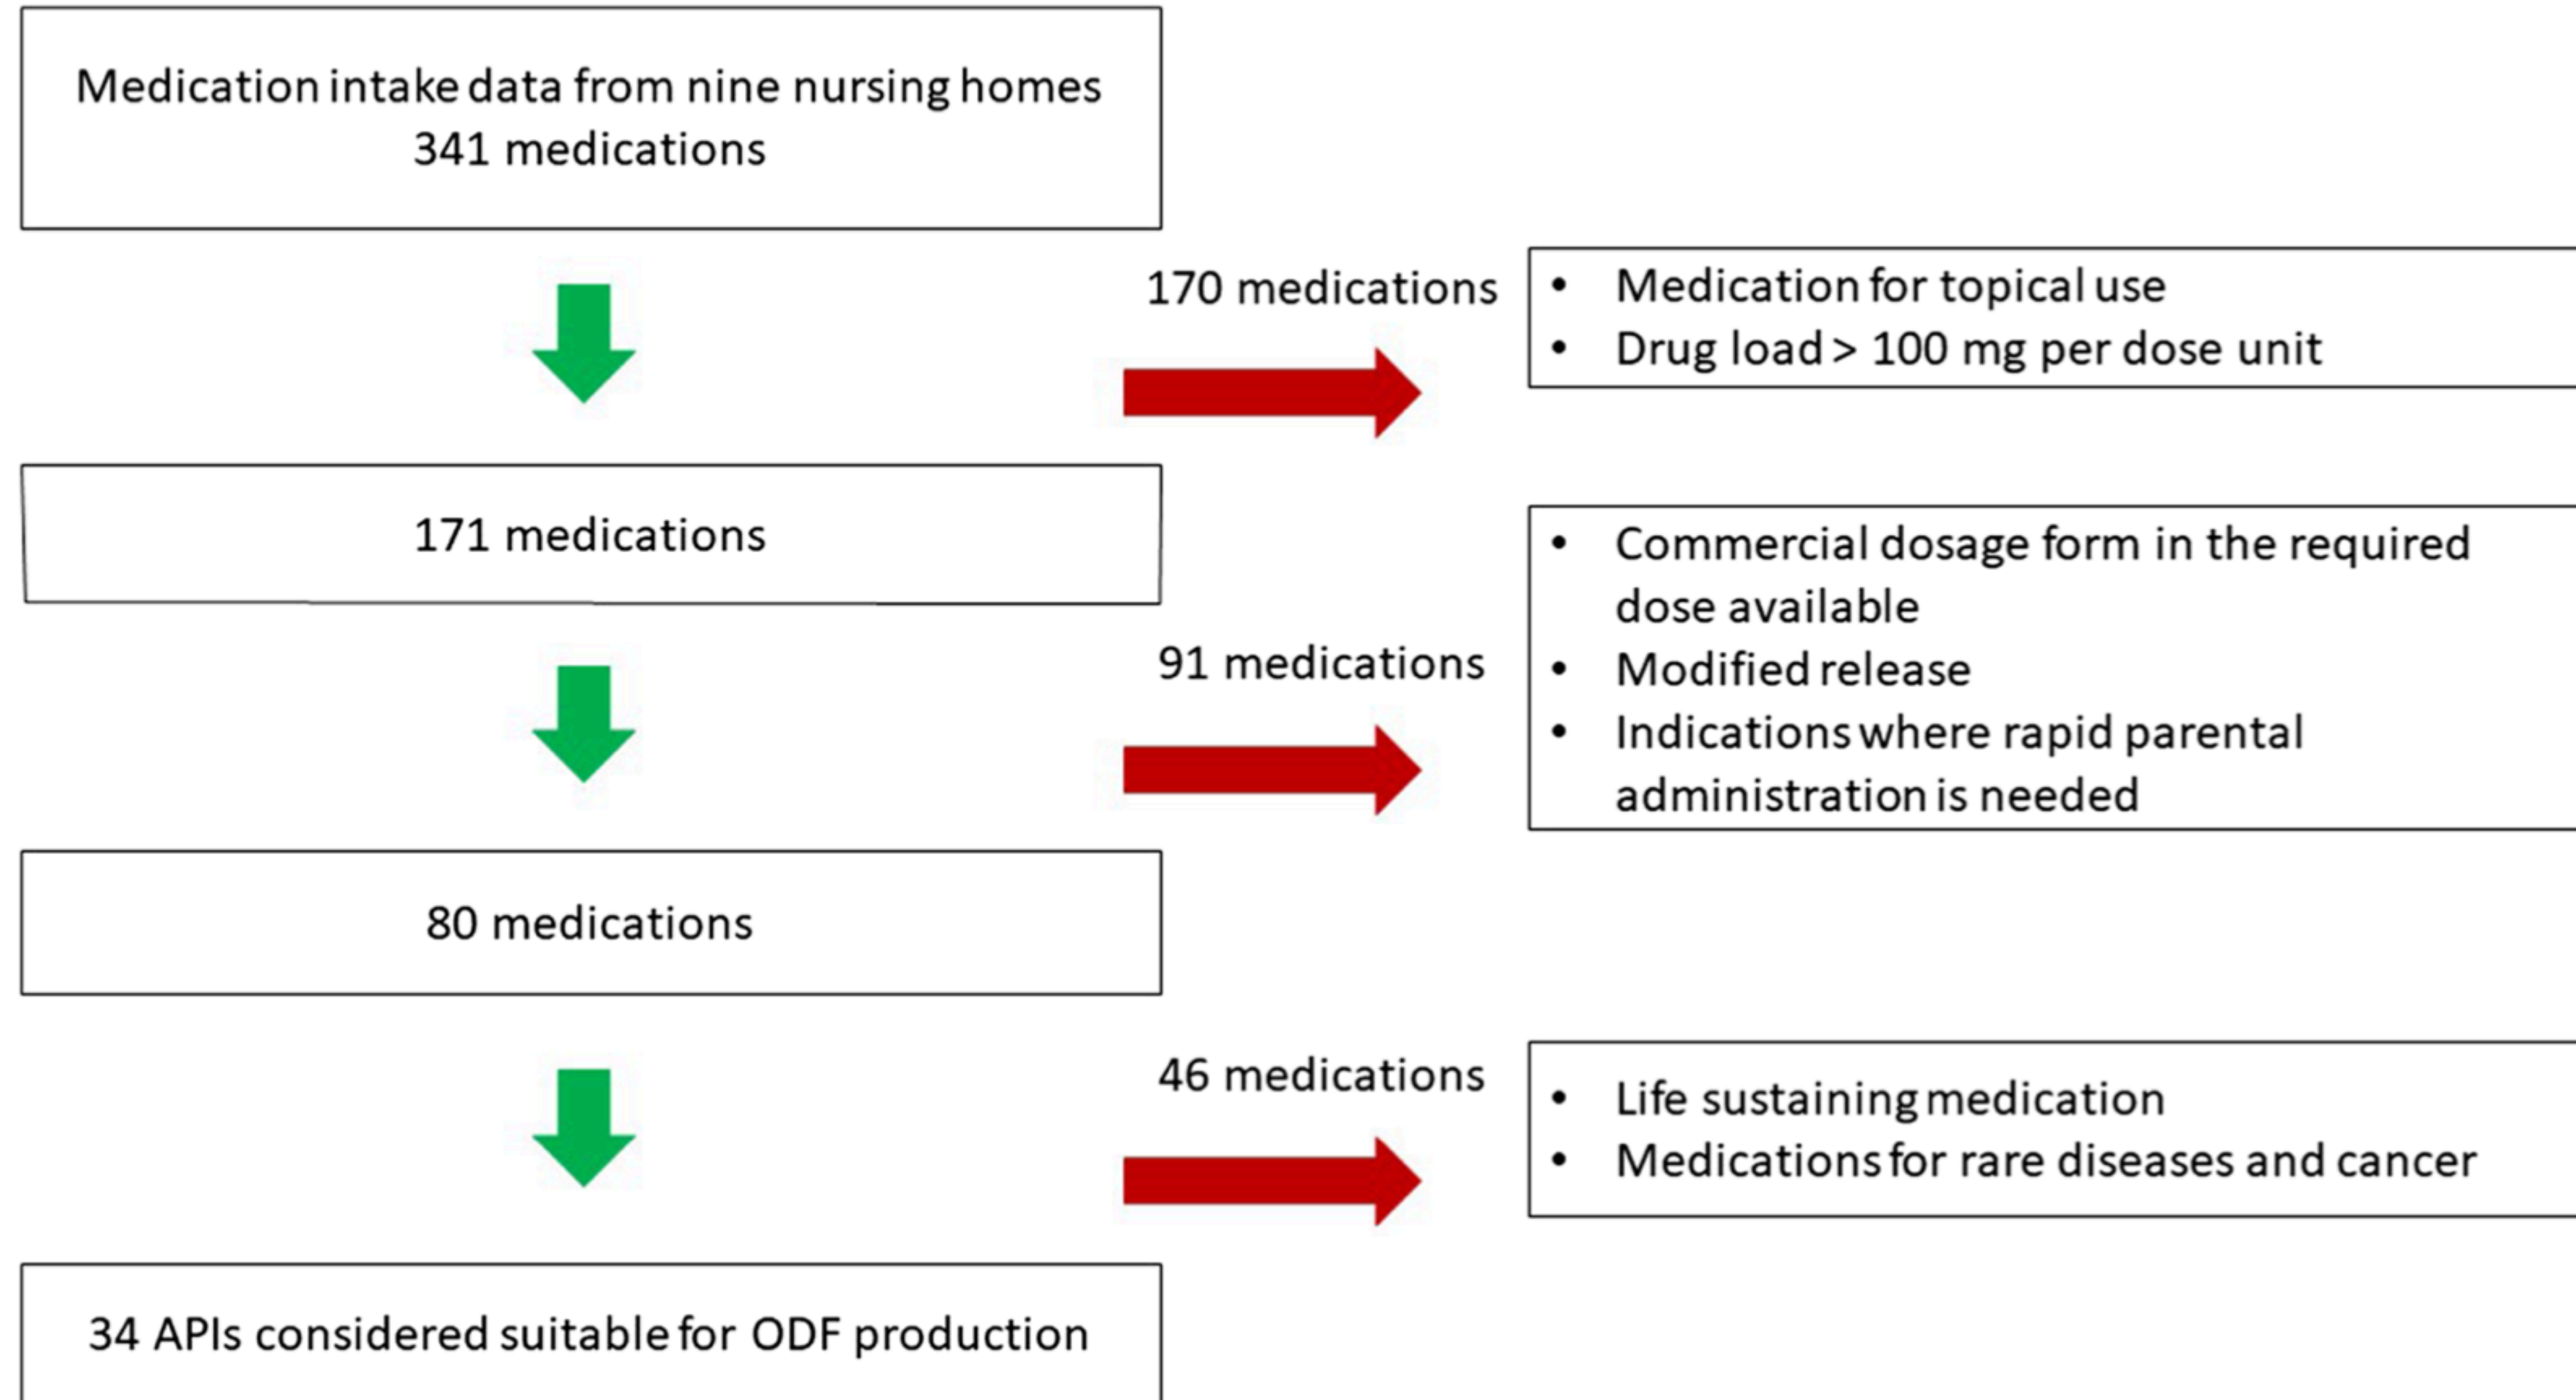 Medication intake data from nine nursing homes
341 medications
170 medications
• Medication for topical use
• Drug load > 100 mg per dose unit
171 medications
91 medications
• Commercial dosage form in the required
dose available
• Modified release
• Indications where rapid parental
administration is needed
80 medications
46 medications
• Life sustaining medication
• Medications for rare diseases and cancer
34 APIs considered suitable for ODF production